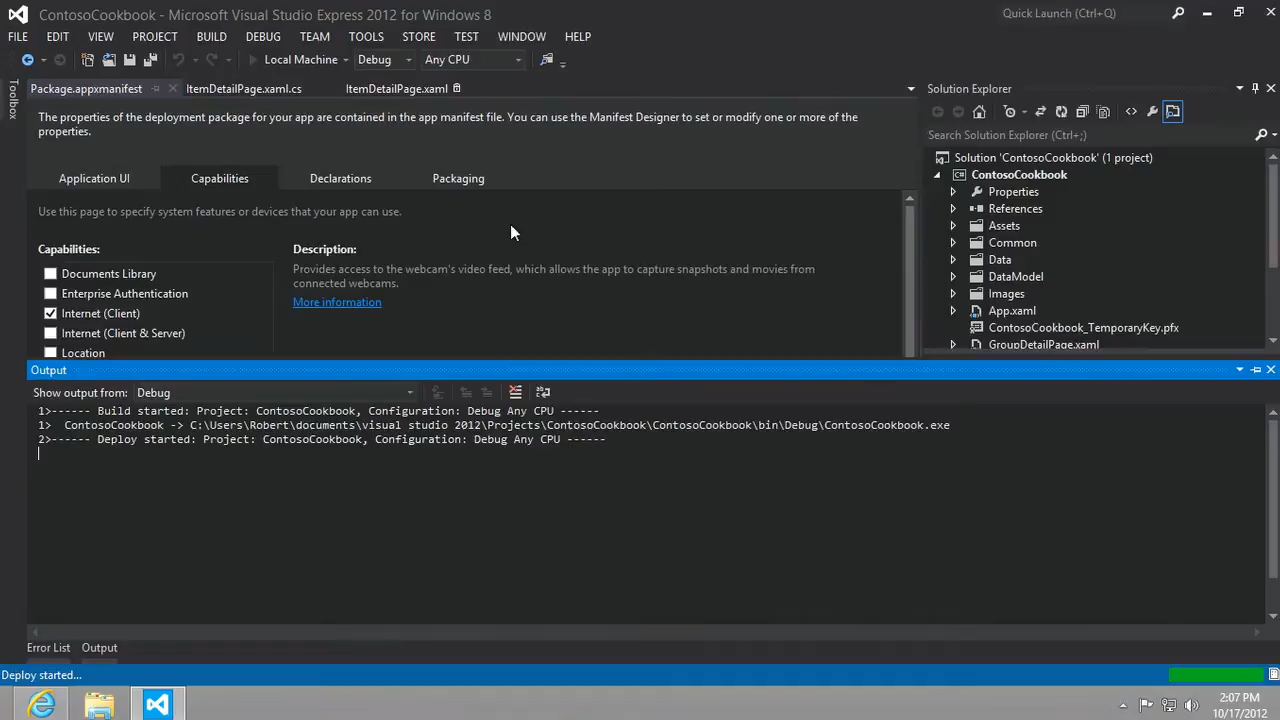 ContosoCookbook - Microsoft Visual Studio Express 2012 for Windows 8
Quick Launch (Ctrl+Q)
FILE EDIT VIEW PROJECT BUILD DEBUG TEAM TOOLS STORE TEST WINDOW HELP
Local Machine Debug Any CPU
Toolbox
Package.appxmanifest ItemDetailPage.xaml.cs ItemDetailPage.xaml
The properties of the deployment package for your app are contained in the app manifest file. You can use the Manifest Designer to set or modify one or more of the
properties.
Application UI Capabilities Declarations Packaging
Use this page to specify system features or devices that your app can use.
Capabilities:
Documents Library
Enterprise Authentication
Internet (Client)
Internet (Client & Server)
Location
Description:
Provides access to the webcam's video feed, which allows the app to capture snapshots and movies from
connected webcams.
More information
Solution Explorer
Search Solution Explorer (Ctrl+;)
Solution 'ContosoCookbook' (1 project)
C# ContosoCookbook
Properties
References
Assets
Common
Data
DataModel
Images
App.xaml
ContosoCookbook_TemporaryKey.pfx
GroupDetailPage.xaml
Output
Show output from: Debug
1>------ Build started: Project: ContosoCookbook, Configuration: Debug Any CPU ------
1>  ContosoCookbook -> C:\Users\Robert\documents\visual studio 2012\Projects\ContosoCookbook\ContosoCookbook\bin\Debug\ContosoCookbook.exe
2>------ Deploy started: Project: ContosoCookbook, Configuration: Debug Any CPU ------
Error List Output
Deploy started...
2:07 PM
10/17/2012